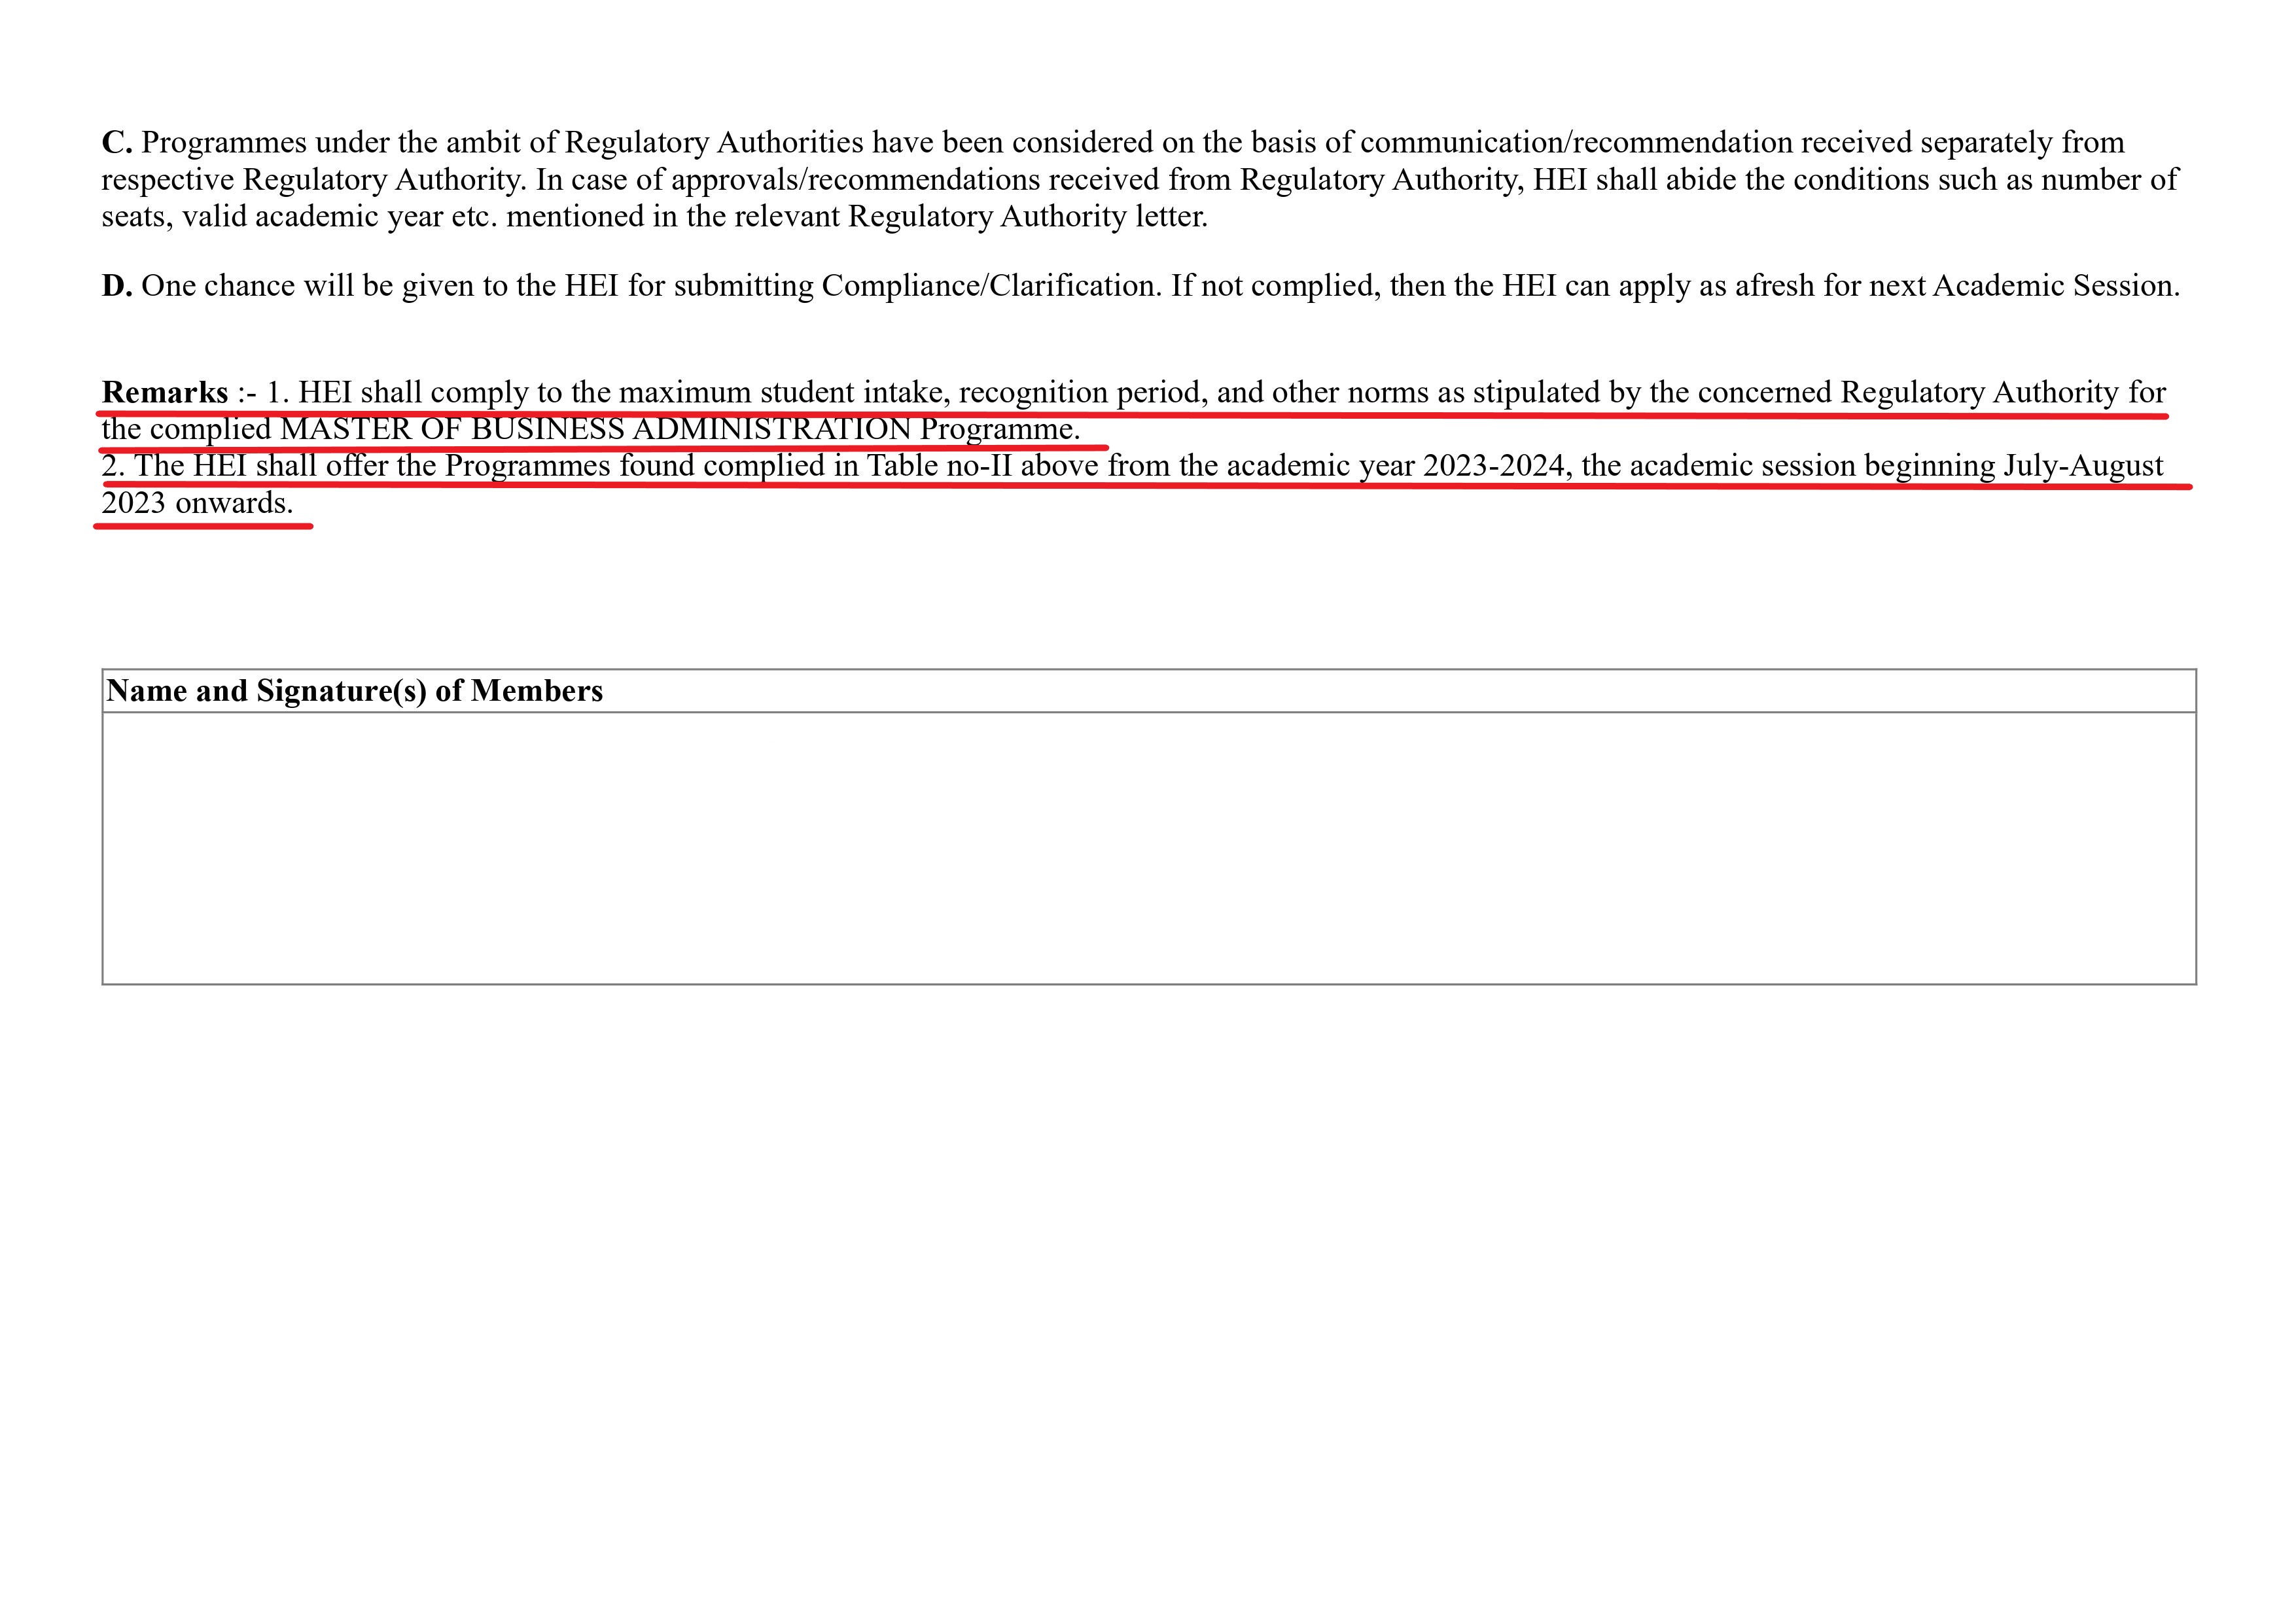 C. Programmes under the ambit of Regulatory Authorities have been considered on the basis of communication/recommendation received separately from
respective Regulatory Authority. In case of approvals/recommendations received from Regulatory Authority, HEI shall abide the conditions such as number of
seats, valid academic year etc. mentioned in the relevant Regulatory Authority letter.
D. One chance will be given to the HEI for submitting Compliance/Clarification. If not complied, then the HEI can apply as afresh for next Academic Session.
Remarks :- 1. HEI shall comply to the maximum student intake, recognition period, and other norms as stipulated by the concerned Regulatory Authority for
the complied MASTER OF BUSINESS ADMINISTRATION Programme.
2. The HEI shall offer the Programmes found complied in Table no-II above from the academic year 2023-2024, the academic session beginning July-August
2023 onwards.
Name and Signature(s) of Members